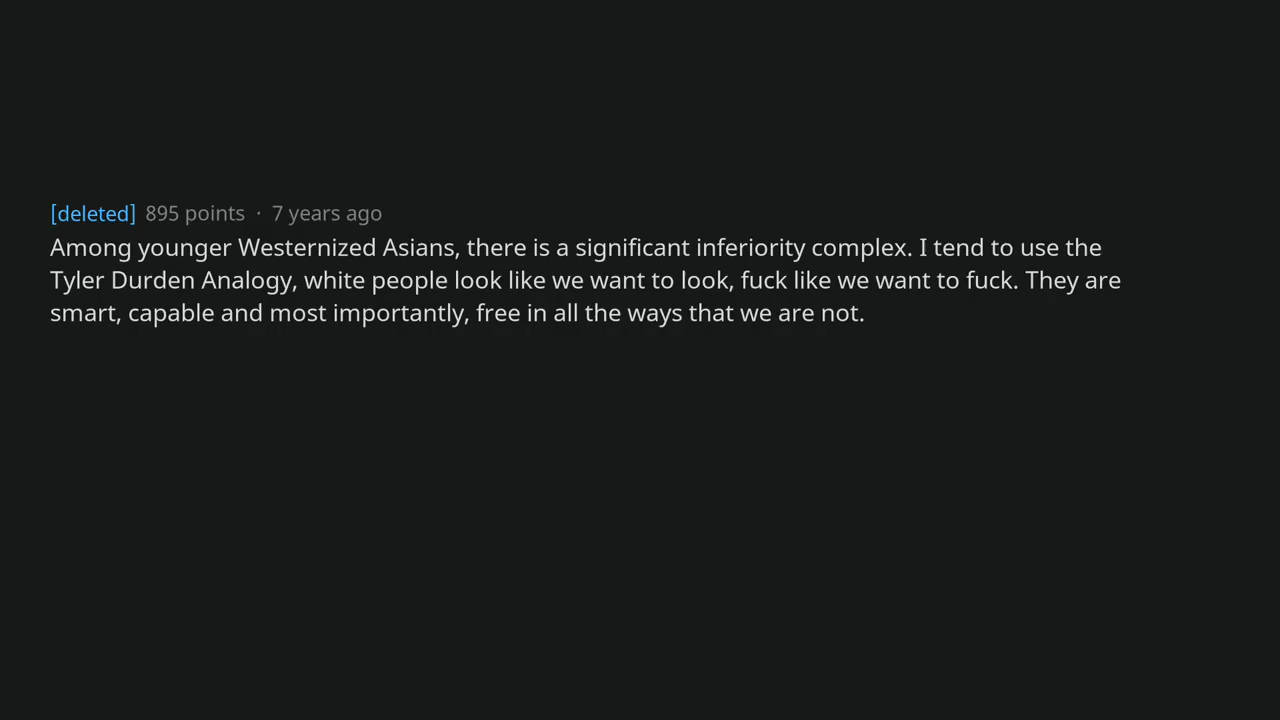 [deleted] 895 points · 7 years ago
Among younger Westernized Asians, there is a significant inferiority complex. I tend to use the
Tyler Durden Analogy, white people look like we want to look, fuck like we want to fuck. They are
smart, capable and most importantly, free in all the ways that we are not.